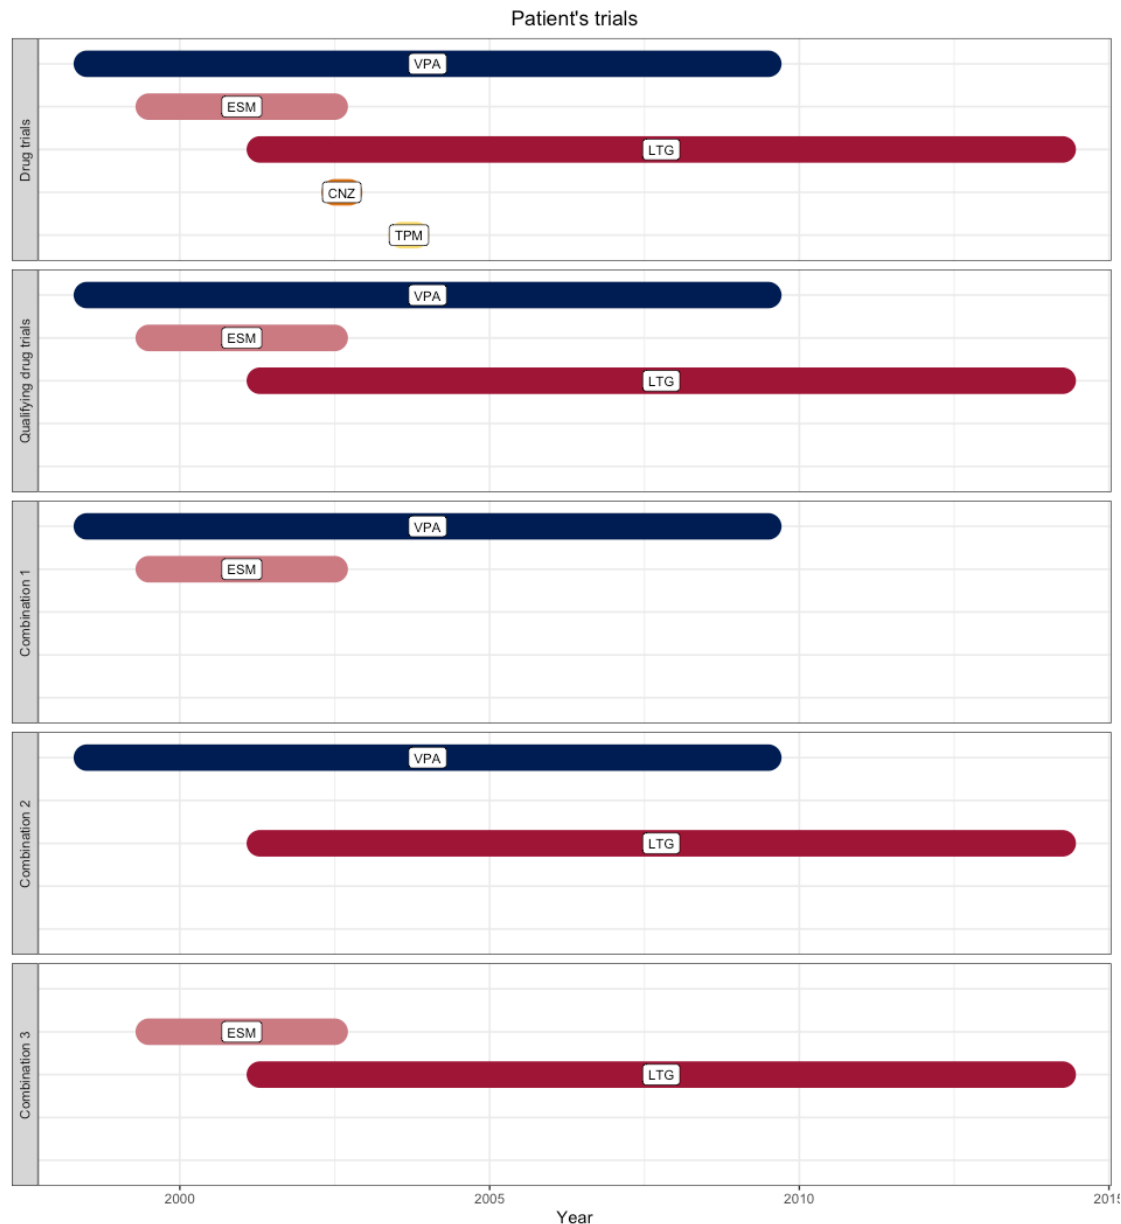 Patient's trials
Drug trials
VPA
ESM
LTG
CNZ
TPM
Qualifying drug trials
VPA
ESM
LTG
Combination 1
VPA
ESM
Combination 2
VPA
LTG
Combination 3
ESM
LTG
2000 2005 2010 2015
Year